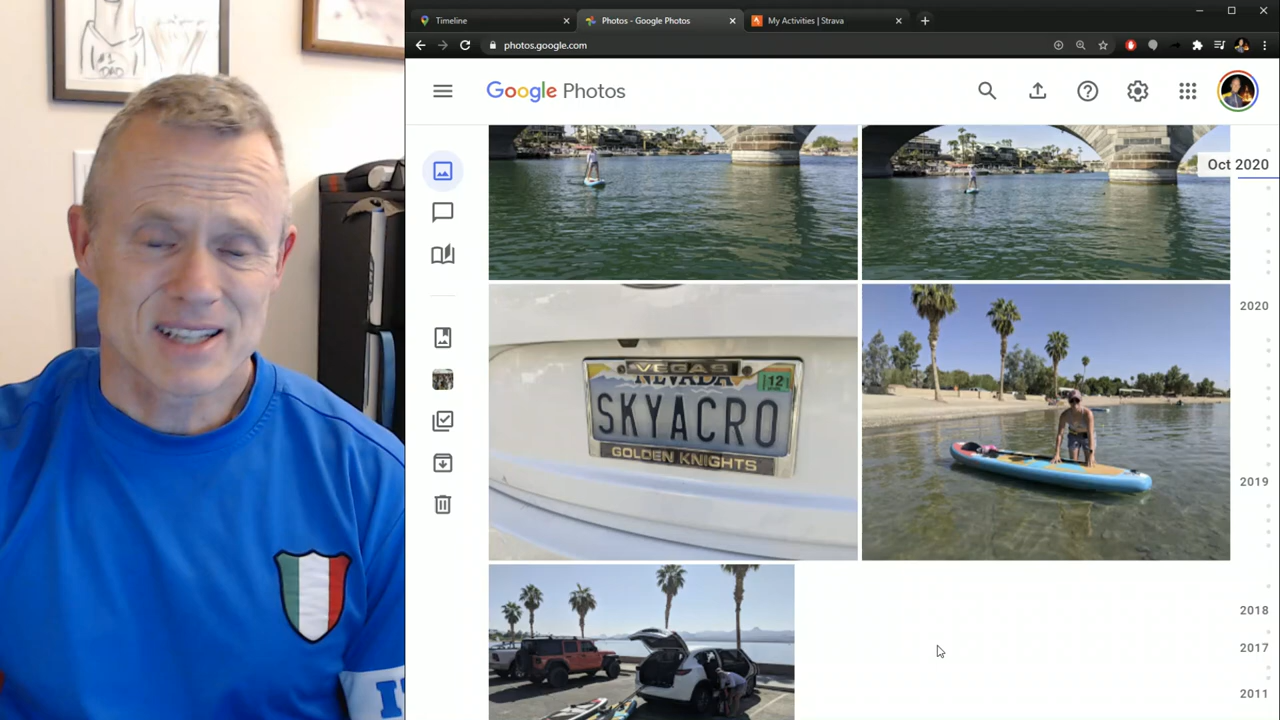 Timeline
Photos - Google Photos
My Activities | Strava
photos.google.com
Google Photos
Oct 2020
2020
VEGAS
NEVADA
12
SKYACRO
GOLDEN KNIGHTS
2019
2018
2017
2011
DAD